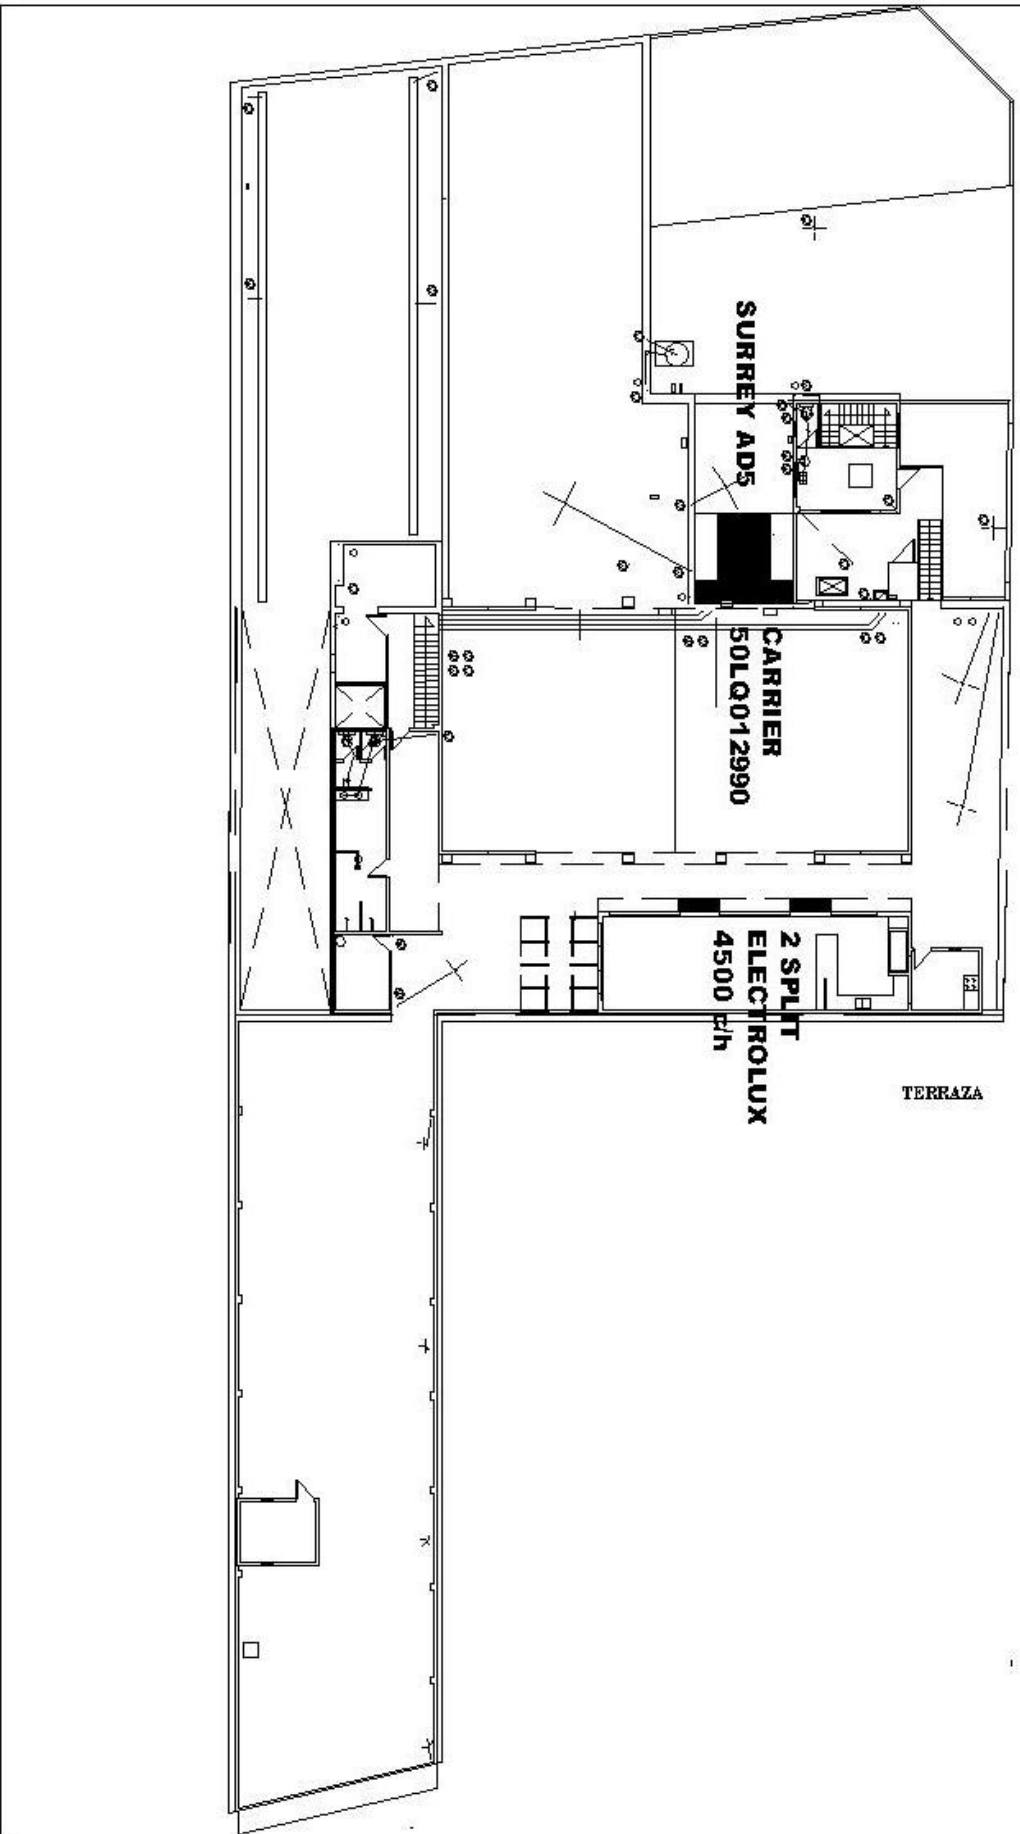 SURREY AD5
CARRIER
50LQ012990
2 SPLIT
ELECTROLUX
4500 c/h
TERRAZA